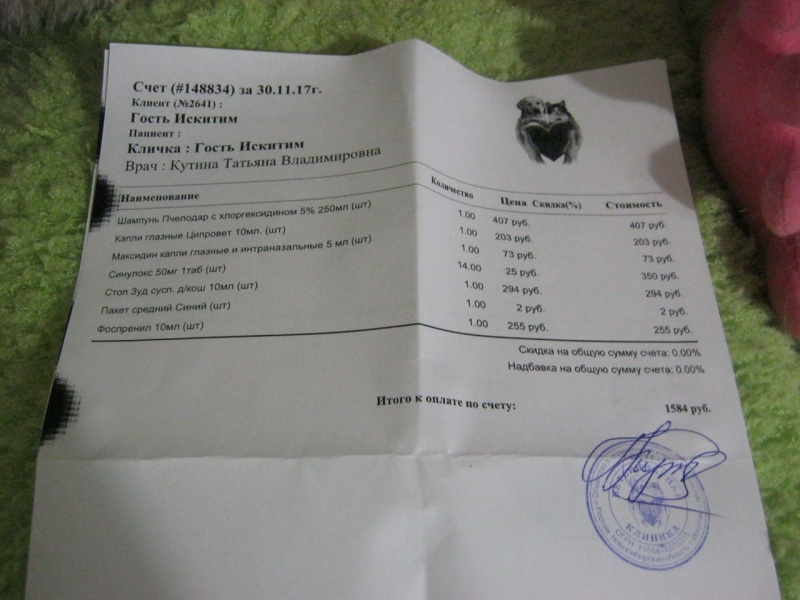 Счет (#148834) за 30.11.17г.
Клиент (№2641) :
Гость Искитим
Пациент :
Кличка : Гость Искитим
Врач : Кутина Татьяна Владимировна
Наименование Количество Цена Скидка(%) Стоимость
Шампунь Пчелодар с хлоргексидином 5% 250мл (шт) 1.00 407 руб. 407 руб.
Капли глазные Ципровет 10мл. (шт) 1.00 203 руб. 203 руб.
Максидин капли глазные и интраназальные 5 мл (шт) 1.00 73 руб. 73 руб.
Синулокс 50мг 1таб (шт) 14.00 25 руб. 350 руб.
Стоп Зуд сусп. д/кош 10мл (шт) 1.00 294 руб. 294 руб.
Пакет средний Синий (шт) 1.00 2 руб. 2 руб.
Фоспренил 10мл (шт) 1.00 255 руб. 255 руб.
Скидка на общую сумму счета: 0.00%
Надбавка на общую сумму счета: 0.00%
Итого к оплате по счету: 1584 руб.
КЛИНИКА